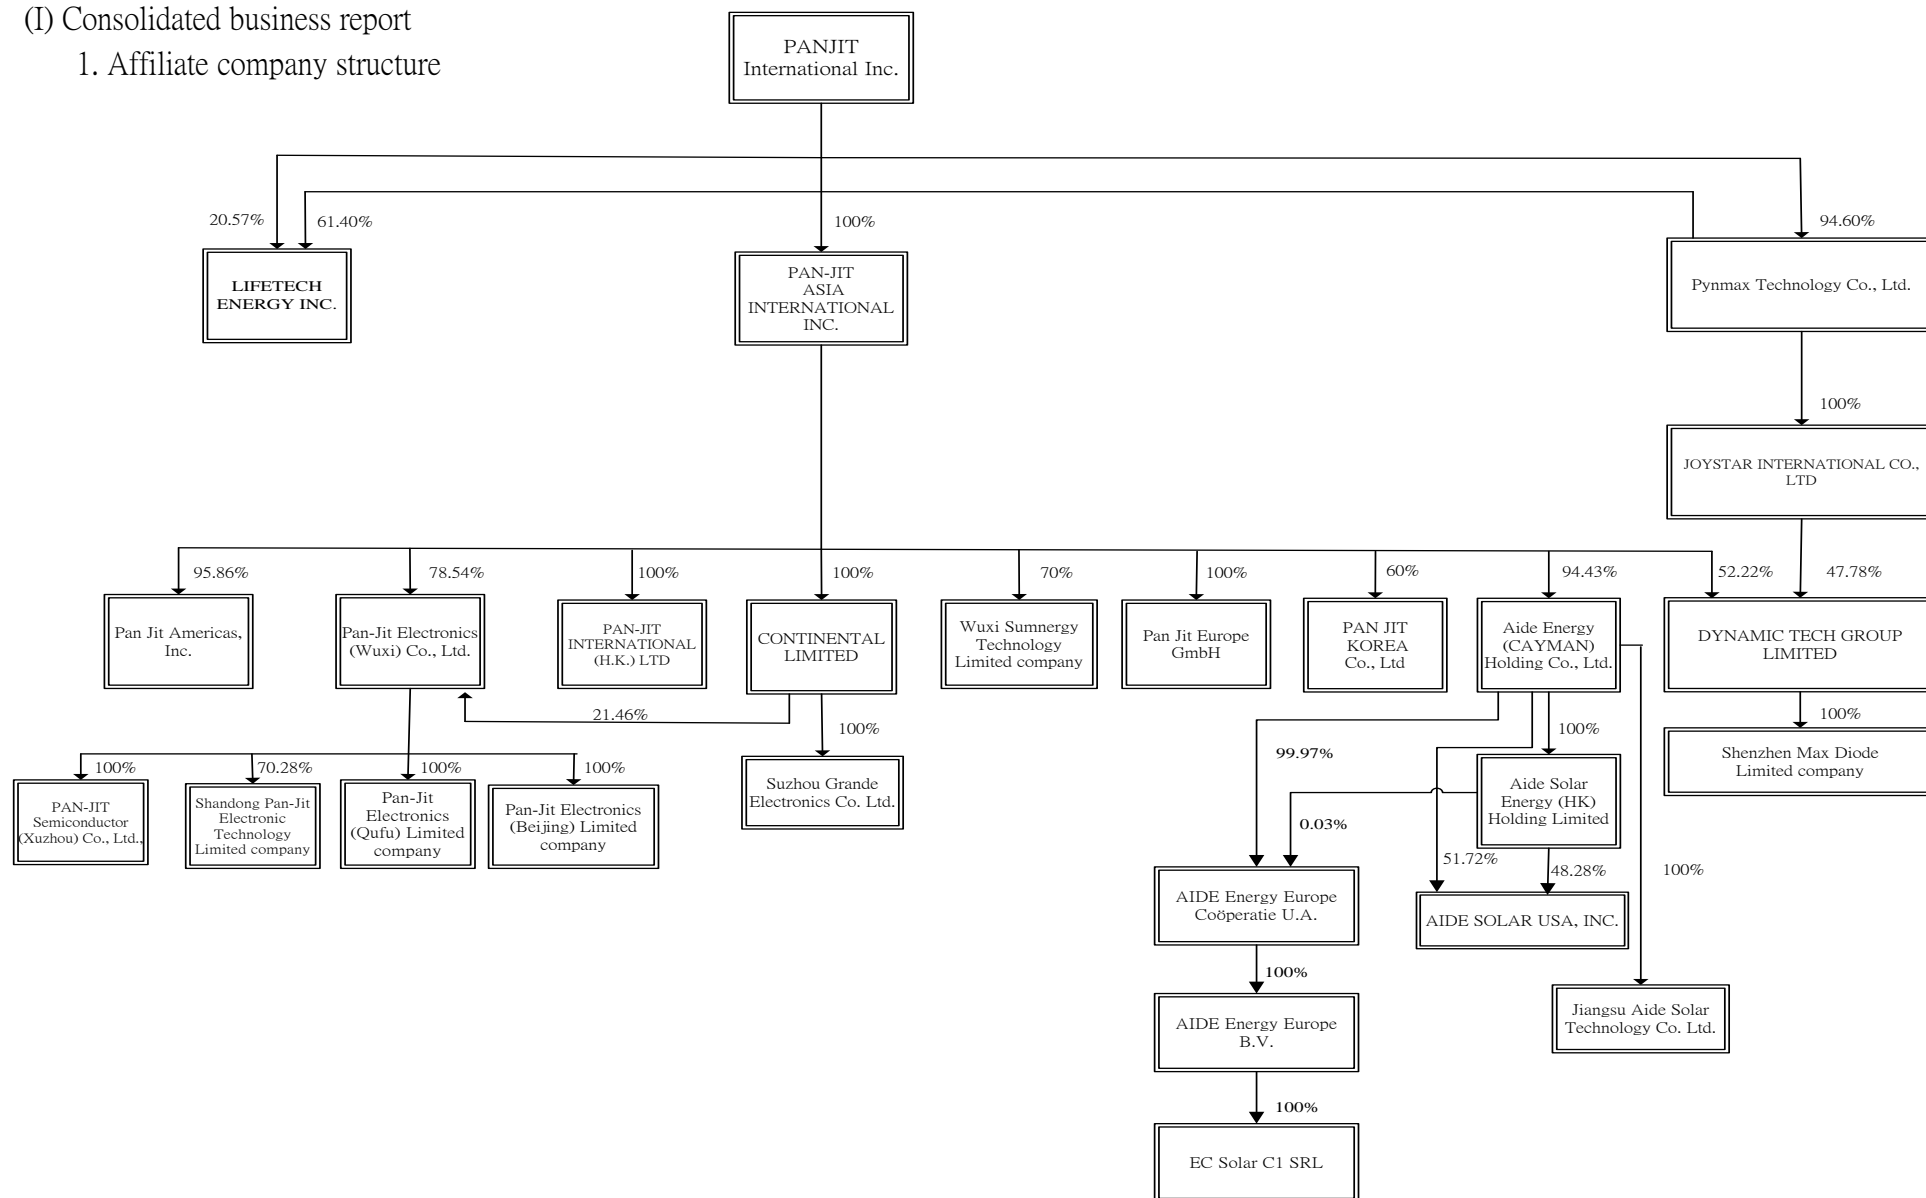 (I) Consolidated business report
1. Affiliate company structure
PANJIT
International Inc.
20.57%
61.40%
100%
94.60%
LIFETECH
ENERGY INC.
PAN-JIT
ASIA
INTERNATIONAL
INC.
Pynmax Technology Co., Ltd.
100%
JOYSTAR INTERNATIONAL CO.,
LTD
95.86%
78.54%
100%
100%
70%
100%
60%
94.43%
52.22%
47.78%
Pan Jit Americas,
Inc.
Pan-Jit Electronics
(Wuxi) Co., Ltd.
PAN-JIT
INTERNATIONAL
(H.K.) LTD
CONTINENTAL
LIMITED
Wuxi Sumnergy
Technology
Limited company
Pan Jit Europe
GmbH
PAN JIT
KOREA
Co., Ltd
Aide Energy
(CAYMAN)
Holding Co., Ltd.
DYNAMIC TECH GROUP
LIMITED
21.46%
100%
100%
100%
99.97%
100%
70.28%
100%
100%
PAN-JIT
Semiconductor
(Xuzhou) Co., Ltd.,
Shandong Pan-Jit
Electronic
Technology
Limited company
Pan-Jit
Electronics
(Qufu) Limited
company
Pan-Jit Electronics
(Beijing) Limited
company
Suzhou Grande
Electronics Co. Ltd.
Aide Solar
Energy (HK)
Holding Limited
Shenzhen Max Diode
Limited company
0.03%
51.72%
48.28%
100%
AIDE Energy Europe
Coöperatie U.A.
AIDE SOLAR USA, INC.
100%
AIDE Energy Europe
B.V.
Jiangsu Aide Solar
Technology Co. Ltd.
100%
EC Solar C1 SRL